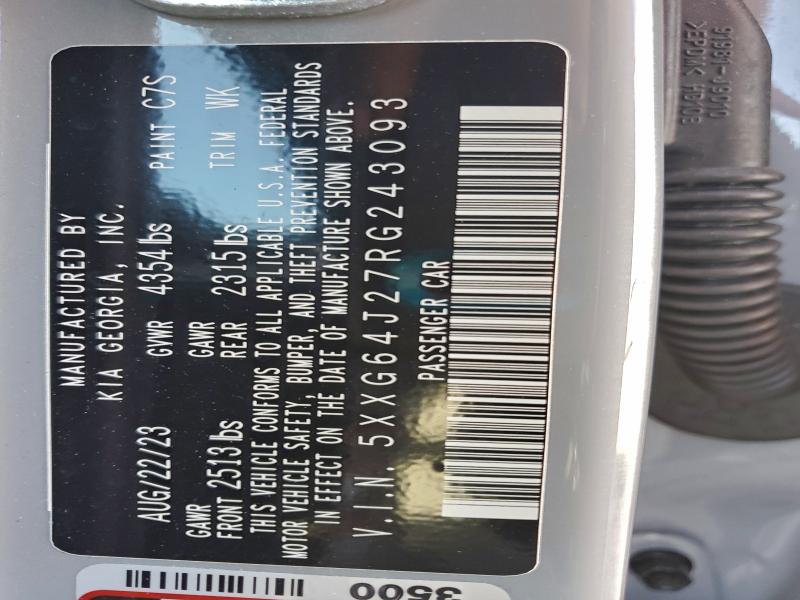 MANUFACTURED BY
KIA GEORGIA, INC.
AUG/22/23 GVWR 4354lbs PAINT C7S
GAWR FRONT 2513lbs GAWR REAR 2315lbs TRIM WK
THIS VEHICLE CONFORMS TO ALL APPLICABLE U.S.A. FEDERAL
MOTOR VEHICLE SAFETY, BUMPER, AND THEFT PREVENTION STANDARDS
IN EFFECT ON THE DATE OF MANUFACTURE SHOWN ABOVE.
V.I.N. 5XXG64J27RG243093
PASSENGER CAR
3500